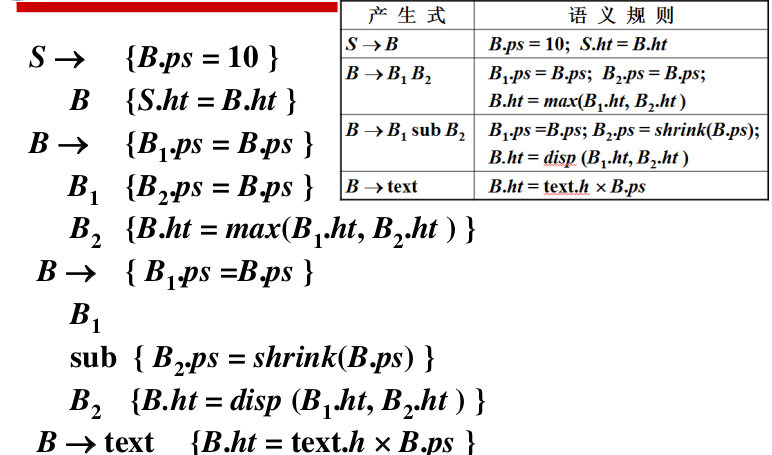 S → {B.ps = 10 }
B {S.ht = B.ht }
B → {B₁.ps = B.ps }
B₁ {B₂.ps = B.ps }
B₂ {B.ht = max(B₁.ht, B₂.ht ) }
B → { B₁.ps =B.ps }
B₁
sub { B₂.ps = shrink(B.ps) }
B₂ {B.ht = disp (B₁.ht, B₂.ht ) }
B → text {B.ht = text.h × B.ps }
产 生 式 语 义 规 则
S → B B.ps = 10; S.ht = B.ht
B → B₁ B₂ B₁.ps = B.ps; B₂.ps = B.ps;
B.ht = max(B₁.ht, B₂.ht )
B → B₁ sub B₂ B₁.ps =B.ps; B₂.ps = shrink(B.ps);
B.ht = disp (B₁.ht, B₂.ht )
B → text B.ht = text.h × B.ps